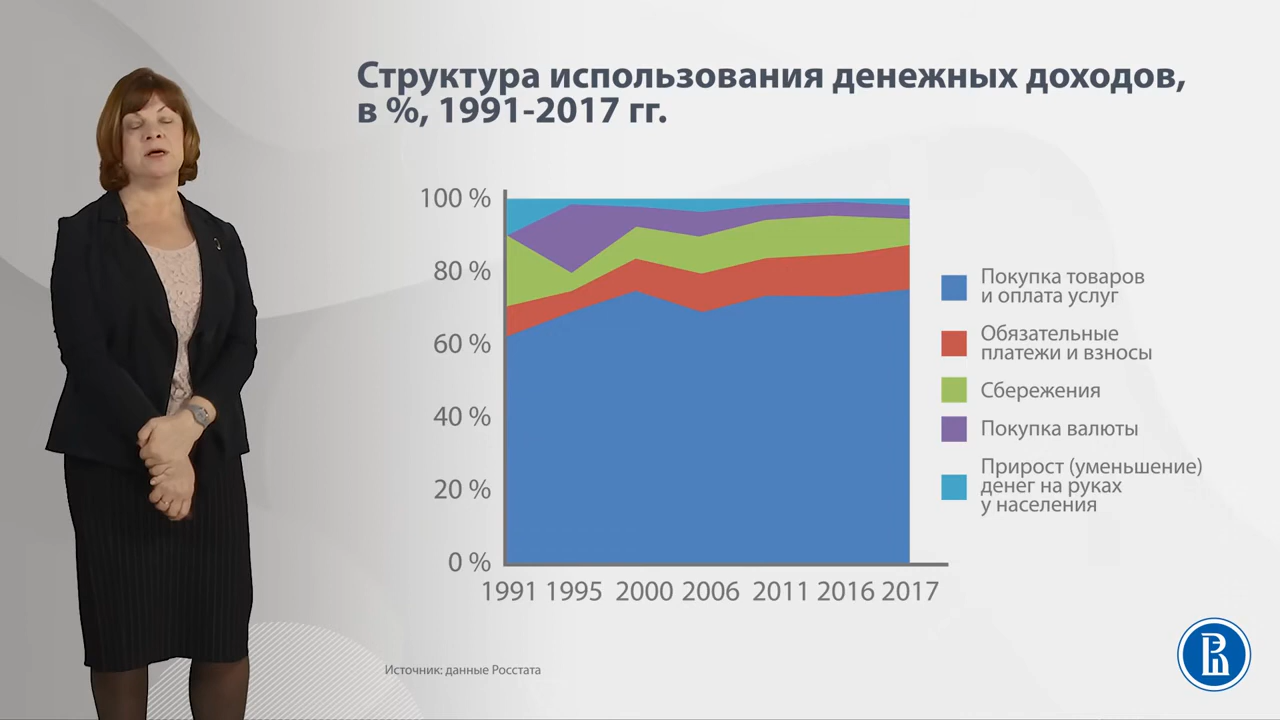 Структура использования денежных доходов,
в %, 1991-2017 гг.
100 %
80 %
60 %
40 %
20 %
0 %
1991 1995 2000 2006 2011 2016 2017
Покупка товаров
и оплата услуг
Обязательные
платежи и взносы
Сбережения
Покупка валюты
Прирост (уменьшение)
денег на руках
у населения
Источник: данные Росстата